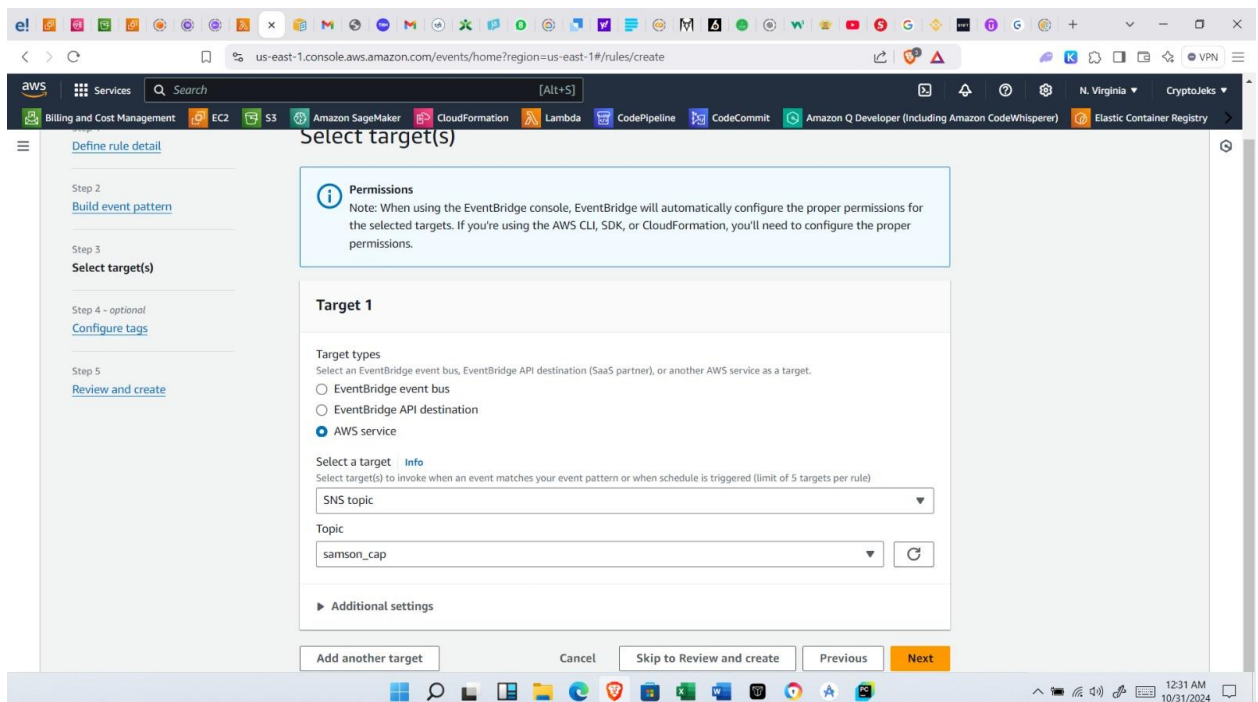 us-east-1.console.aws.amazon.com/events/home?region=us-east-1#/rules/create
VPN
aws
Services
Search
[Alt+S]
N. Virginia
CryptoJeks
Billing and Cost Management
EC2
S3
Amazon SageMaker
CloudFormation
Lambda
CodePipeline
CodeCommit
Amazon Q Developer (Including Amazon CodeWhisperer)
Elastic Container Registry
Define rule detail
Step 2
Build event pattern
Step 3
Select target(s)
Step 4 - optional
Configure tags
Step 5
Review and create
Select target(s)
Permissions
Note: When using the EventBridge console, EventBridge will automatically configure the proper permissions for
the selected targets. If you're using the AWS CLI, SDK, or CloudFormation, you'll need to configure the proper
permissions.
Target 1
Target types
Select an EventBridge event bus, EventBridge API destination (SaaS partner), or another AWS service as a target.
EventBridge event bus
EventBridge API destination
AWS service
Select a target
Info
Select target(s) to invoke when an event matches your event pattern or when schedule is triggered (limit of 5 targets per rule)
SNS topic
Topic
samson_cap
Additional settings
Add another target
Cancel
Skip to Review and create
Previous
Next
12:31 AM
10/31/2024